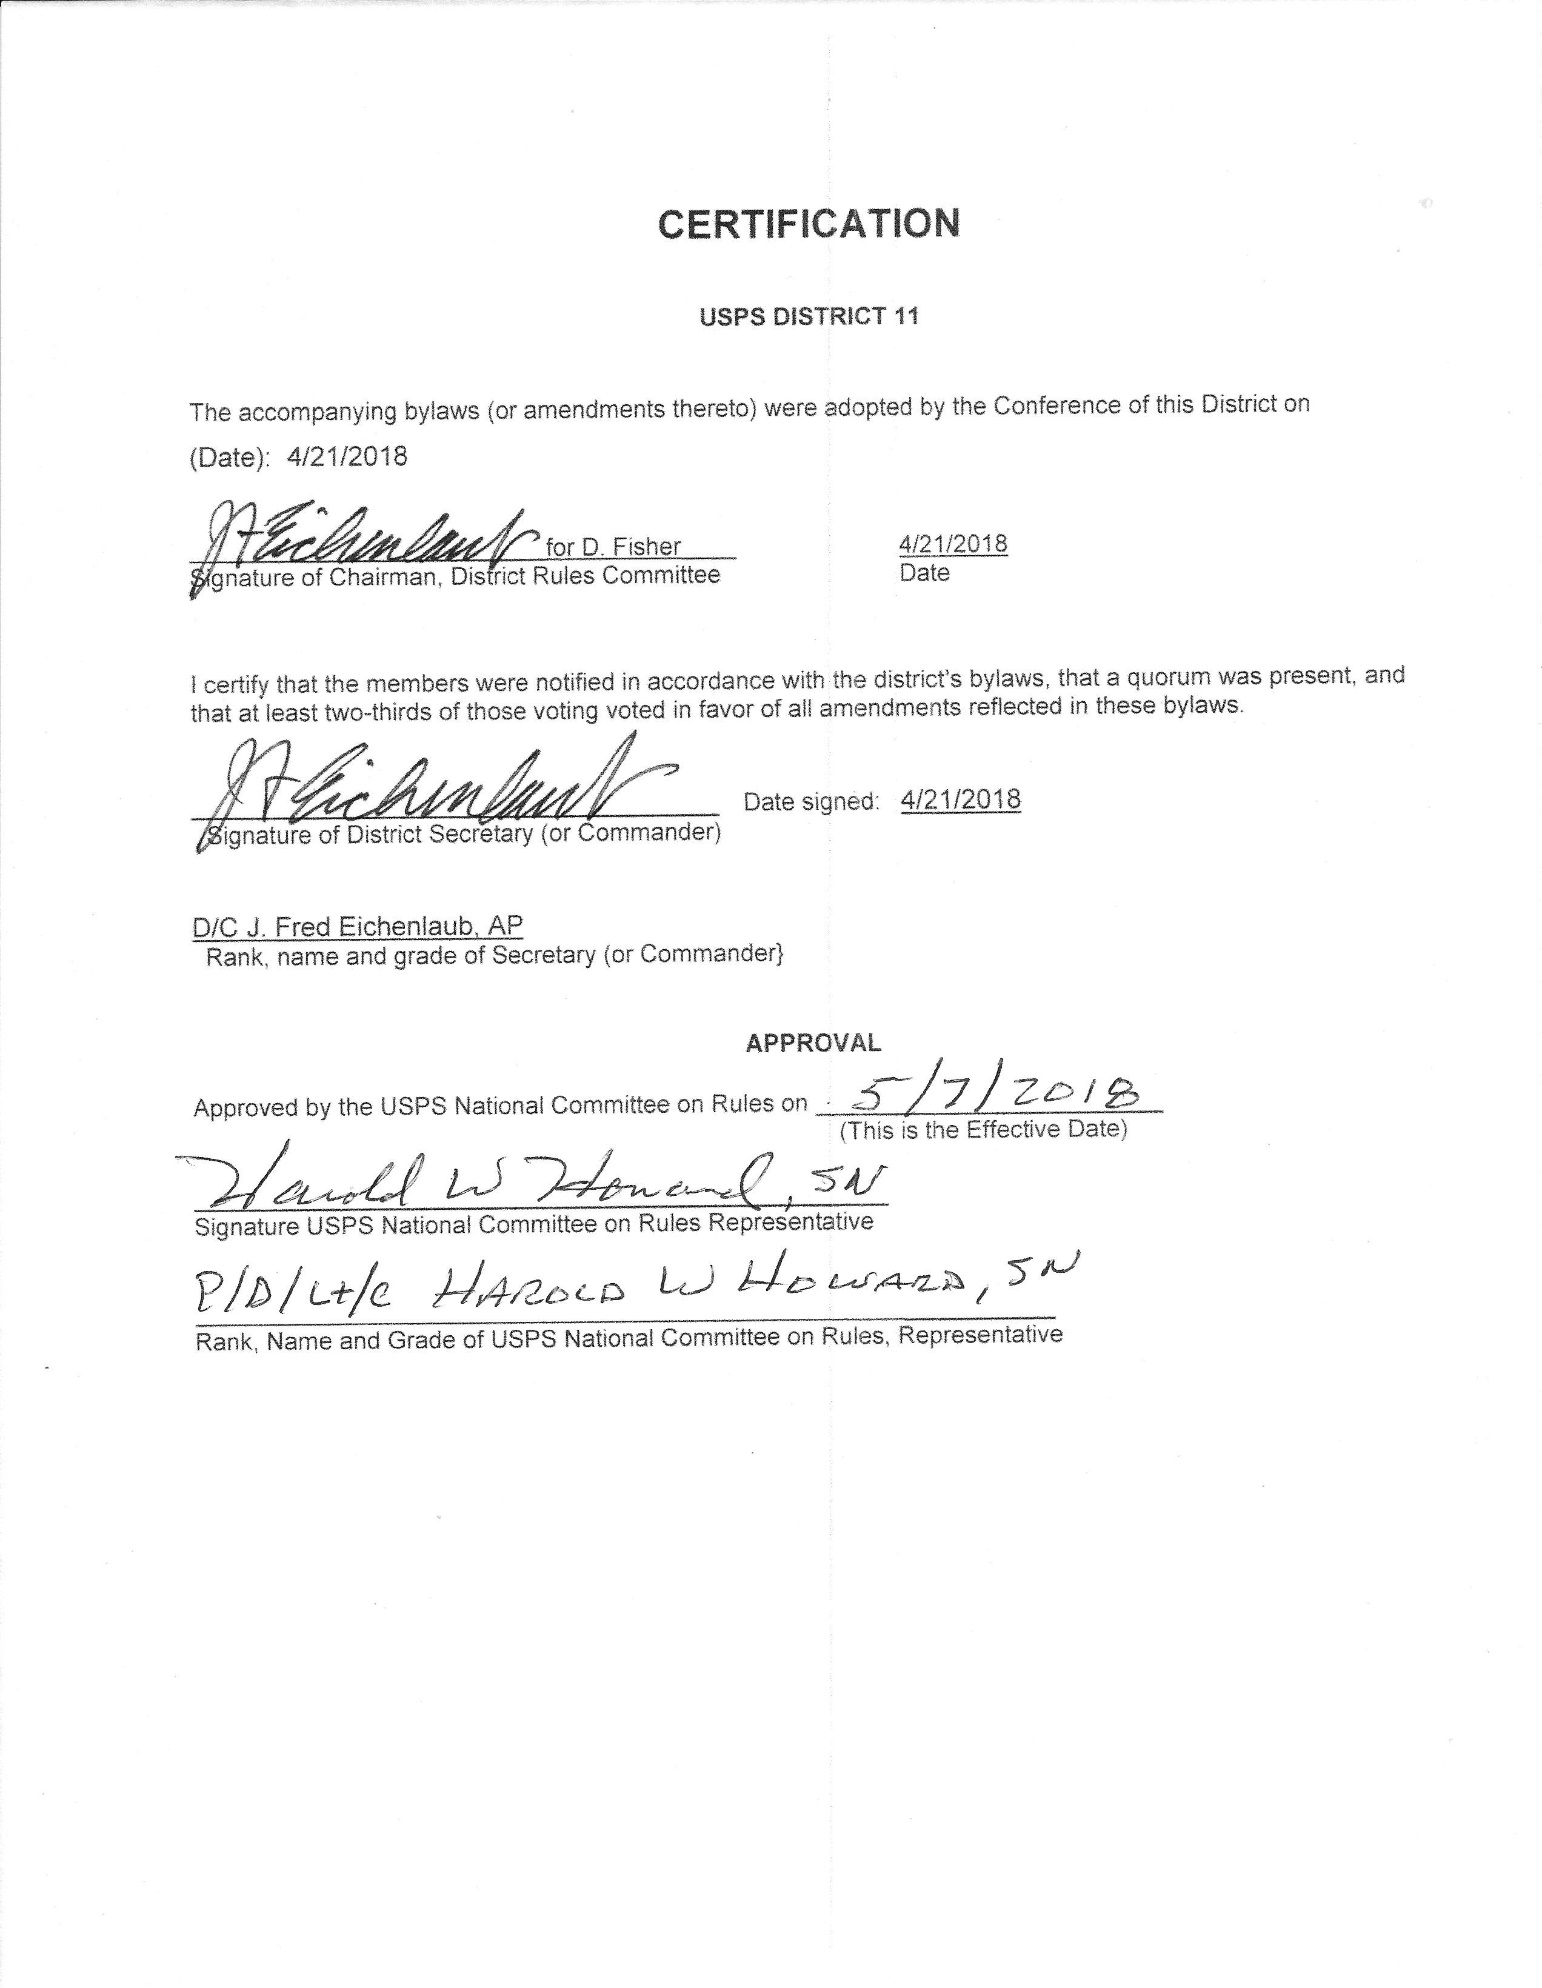 CERTIFICATION
USPS DISTRICT 11
The accompanying bylaws (or amendments thereto) were adopted by the Conference of this District on
(Date): 4/21/2018
JFEichenlaub for D. Fisher 4/21/2018
Signature of Chairman, District Rules Committee Date
I certify that the members were notified in accordance with the district's bylaws, that a quorum was present, and
that at least two-thirds of those voting voted in favor of all amendments reflected in these bylaws.
JFEichenlaub Date signed: 4/21/2018
Signature of District Secretary (or Commander)
D/C J. Fred Eichenlaub, AP
Rank, name and grade of Secretary (or Commander}
APPROVAL
Approved by the USPS National Committee on Rules on 5/7/2018
(This is the Effective Date)
Harold W Howard, SN
Signature USPS National Committee on Rules Representative
P/D/Lt/C HAROLD W HOWARD, SN
Rank, Name and Grade of USPS National Committee on Rules, Representative